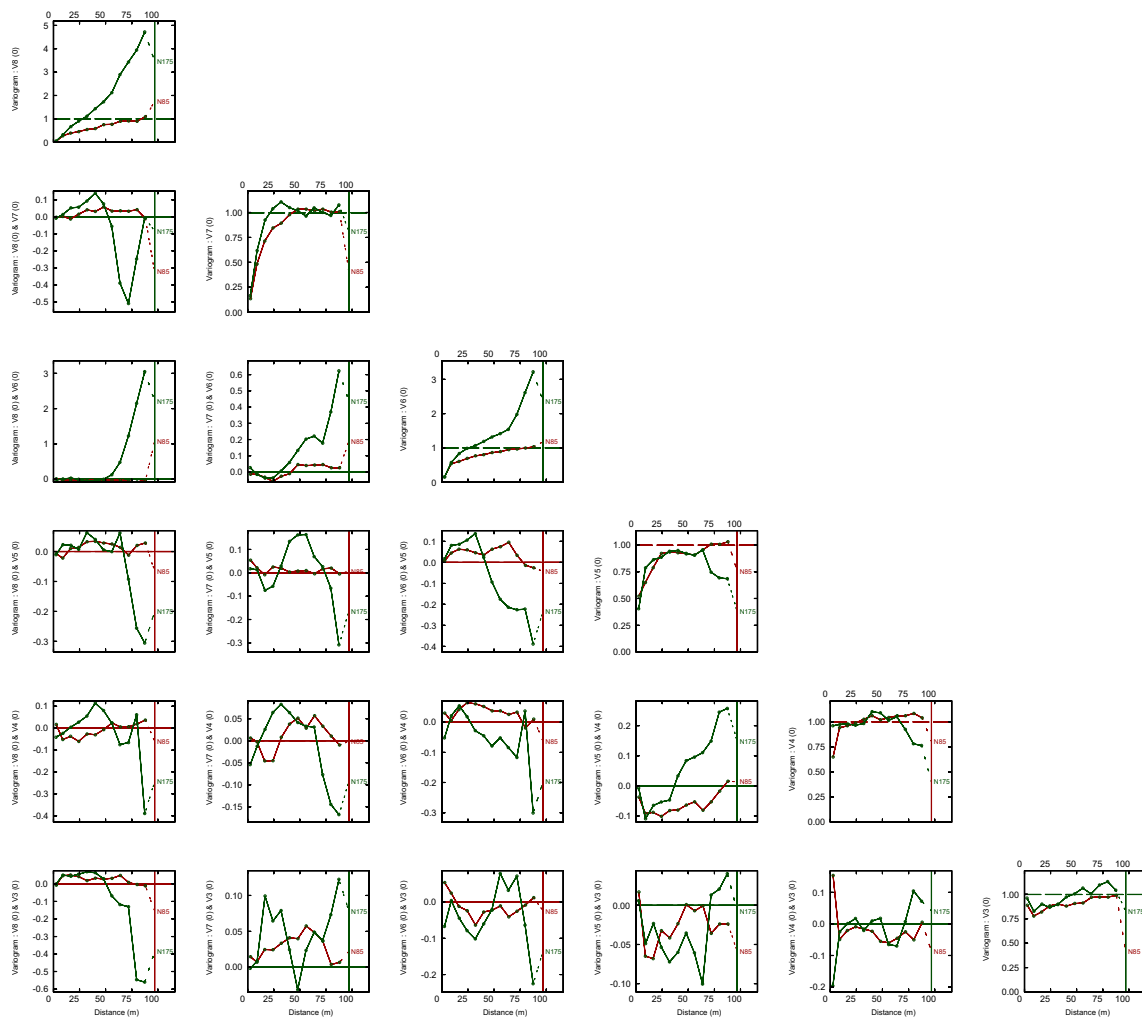 0 25 50 75 100
5
4
3
2
1
0
Variogram : V8 (0)
N175
N85
0 25 50 75 100
0.1
0.0
-0.1
-0.2
-0.3
-0.4
-0.5
Variogram : V8 (0) & V7 (0)
N175
N85
1.00
0.75
0.50
0.25
0.00
Variogram : V7 (0)
N175
N85
0 25 50 75 100
3
2
1
0
Variogram : V8 (0) & V6 (0)
N175
N85
0.6
0.5
0.4
0.3
0.2
0.1
0.0
Variogram : V7 (0) & V6 (0)
N175
N85
3
2
1
0
Variogram : V6 (0)
N175
N85
0 25 50 75 100
0.0
-0.1
-0.2
-0.3
Variogram : V8 (0) & V5 (0)
N85
N175
0.1
0.0
-0.1
-0.2
-0.3
Variogram : V7 (0) & V5 (0)
N85
N175
0.1
0.0
-0.1
-0.2
-0.3
-0.4
Variogram : V6 (0) & V5 (0)
N85
N175
1.00
0.75
0.50
0.25
0.00
Variogram : V5 (0)
N85
N175
0 25 50 75 100
0.1
0.0
-0.1
-0.2
-0.3
-0.4
Variogram : V8 (0) & V4 (0)
N85
N175
0.05
0.00
-0.05
-0.10
-0.15
Variogram : V7 (0) & V4 (0)
N85
N175
0.0
-0.1
-0.2
-0.3
Variogram : V6 (0) & V4 (0)
N85
N175
0.2
0.1
0.0
-0.1
Variogram : V5 (0) & V4 (0)
N175
N85
1.00
0.75
0.50
0.25
0.00
Variogram : V4 (0)
N85
N175
0 25 50 75 100
0.0
-0.1
-0.2
-0.3
-0.4
-0.5
-0.6
Variogram : V8 (0) & V3 (0)
N85
N175
0 25 50 75 100
Distance (m)
0.10
0.05
0.00
Variogram : V7 (0) & V3 (0)
N175
N85
0 25 50 75 100
Distance (m)
0.0
-0.1
-0.2
Variogram : V6 (0) & V3 (0)
N85
N175
0 25 50 75 100
Distance (m)
0.00
-0.05
-0.10
Variogram : V5 (0) & V3 (0)
N175
N85
0 25 50 75 100
Distance (m)
0.1
0.0
-0.1
-0.2
Variogram : V4 (0) & V3 (0)
N175
N85
0 25 50 75 100
Distance (m)
1.00
0.75
0.50
0.25
0.00
Variogram : V3 (0)
N175
N85
0 25 50 75 100
Distance (m)